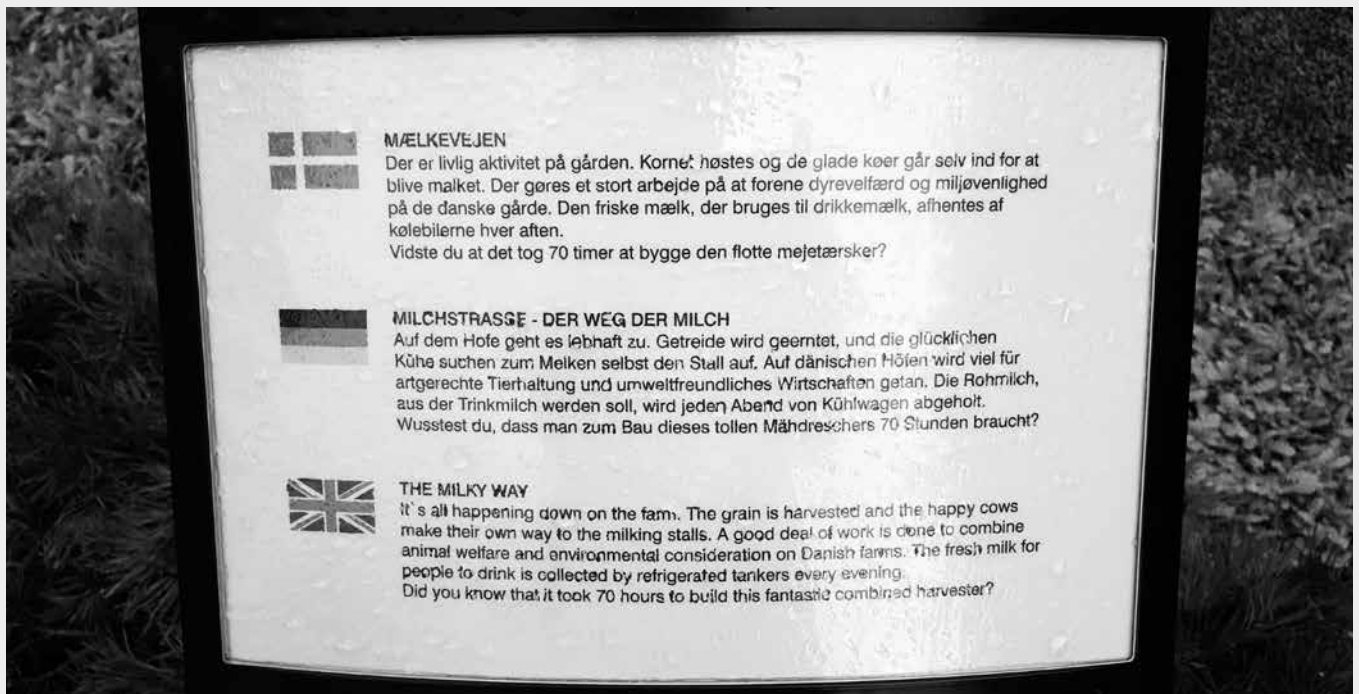 MÆLKEVEJEN
Der er livlig aktivitet på gården. Kornet høstes og de glade køer går selv ind for at
blive malket. Der gøres et stort arbejde på at forene dyrevelfærd og miljøvenlighed
på de danske gårde. Den friske mælk, der bruges til drikkemælk, afhentes af
kølebilerne hver aften.
Vidste du at det tog 70 timer at bygge den flotte mejetærsker?
MILCHSTRASSE - DER WEG DER MILCH
Auf dem Hofe geht es lebhaft zu. Getreide wird geerntet, und die glücklichen
Kühe suchen zum Melken selbst den Stall auf. Auf dänischen Höfen wird viel für
artgerechte Tierhaltung und umweltfreundliches Wirtschaften getan. Die Rohmilch,
aus der Trinkmilch werden soll, wird jeden Abend von Kühlwagen abgeholt.
Wusstest du, dass man zum Bau dieses tollen Mähdreschers 70 Stunden braucht?
THE MILKY WAY
It`s all happening down on the farm. The grain is harvested and the happy cows
make their own way to the milking stalls. A good deal of work is done to combine
animal welfare and environmental consideration on Danish farms. The fresh milk for
people to drink is collected by refrigerated tankers every evening.
Did you know that it took 70 hours to build this fantastic combined harvester?